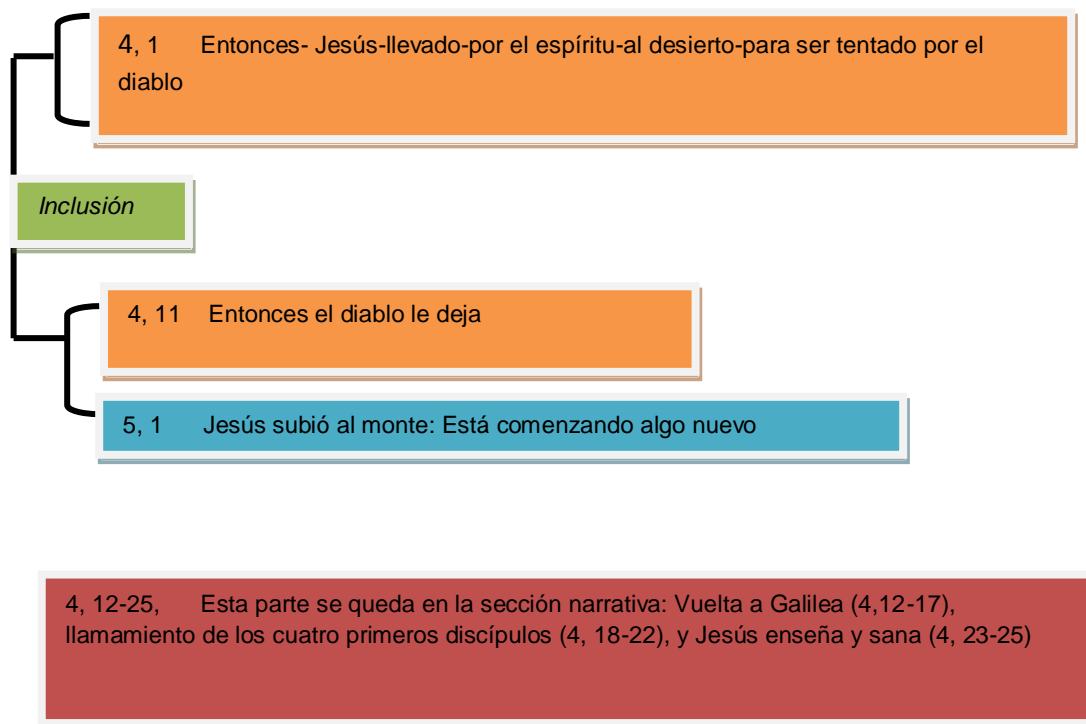 4, 1 Entonces- Jesús-llevado-por el espíritu-al desierto-para ser tentado por el
diablo
Inclusión
4, 11 Entonces el diablo le deja
5, 1 Jesús subió al monte: Está comenzando algo nuevo
4, 12-25, Esta parte se queda en la sección narrativa: Vuelta a Galilea (4,12-17),
llamamiento de los cuatro primeros discípulos (4, 18-22), y Jesús enseña y sana (4, 23-25)